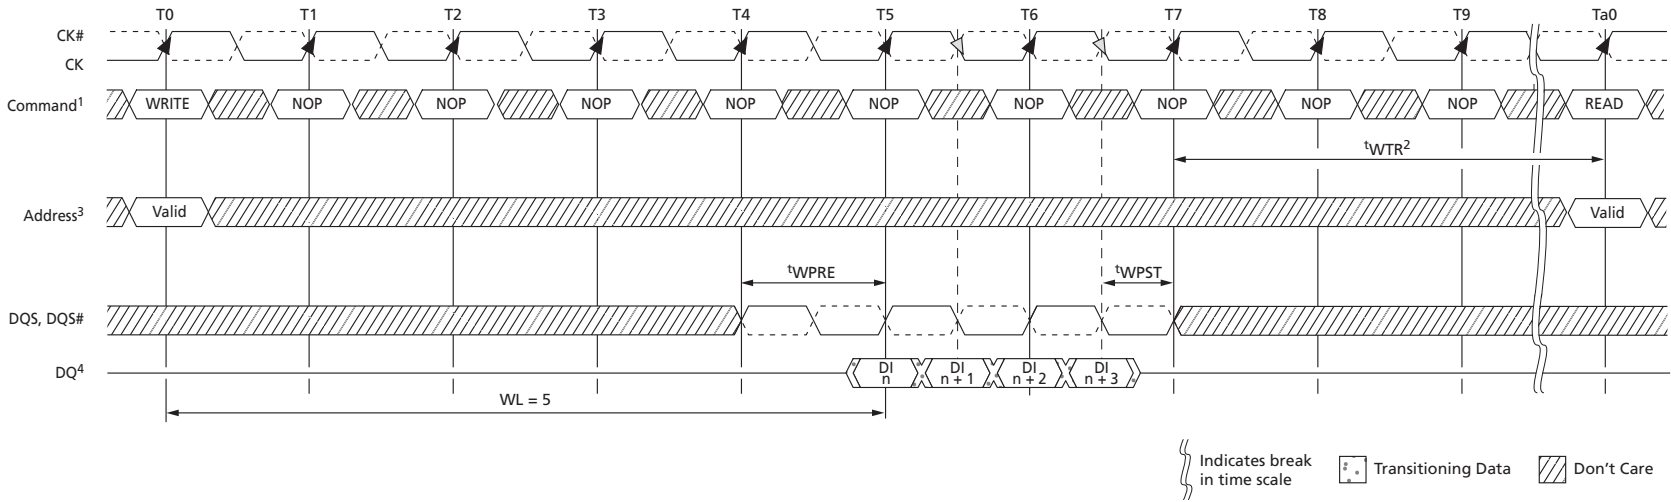 T0 T1 T2 T3 T4 T5 T6 T7 T8 T9 Ta0
CK#
CK
Command1 WRITE NOP NOP NOP NOP NOP NOP NOP NOP NOP READ
tWTR2
Address3 Valid Valid
tWPRE tWPST
DQS, DQS#
DQ4 DI n DI n + 1 DI n + 2 DI n + 3
WL = 5
Indicates break
in time scale
Transitioning Data
Don't Care